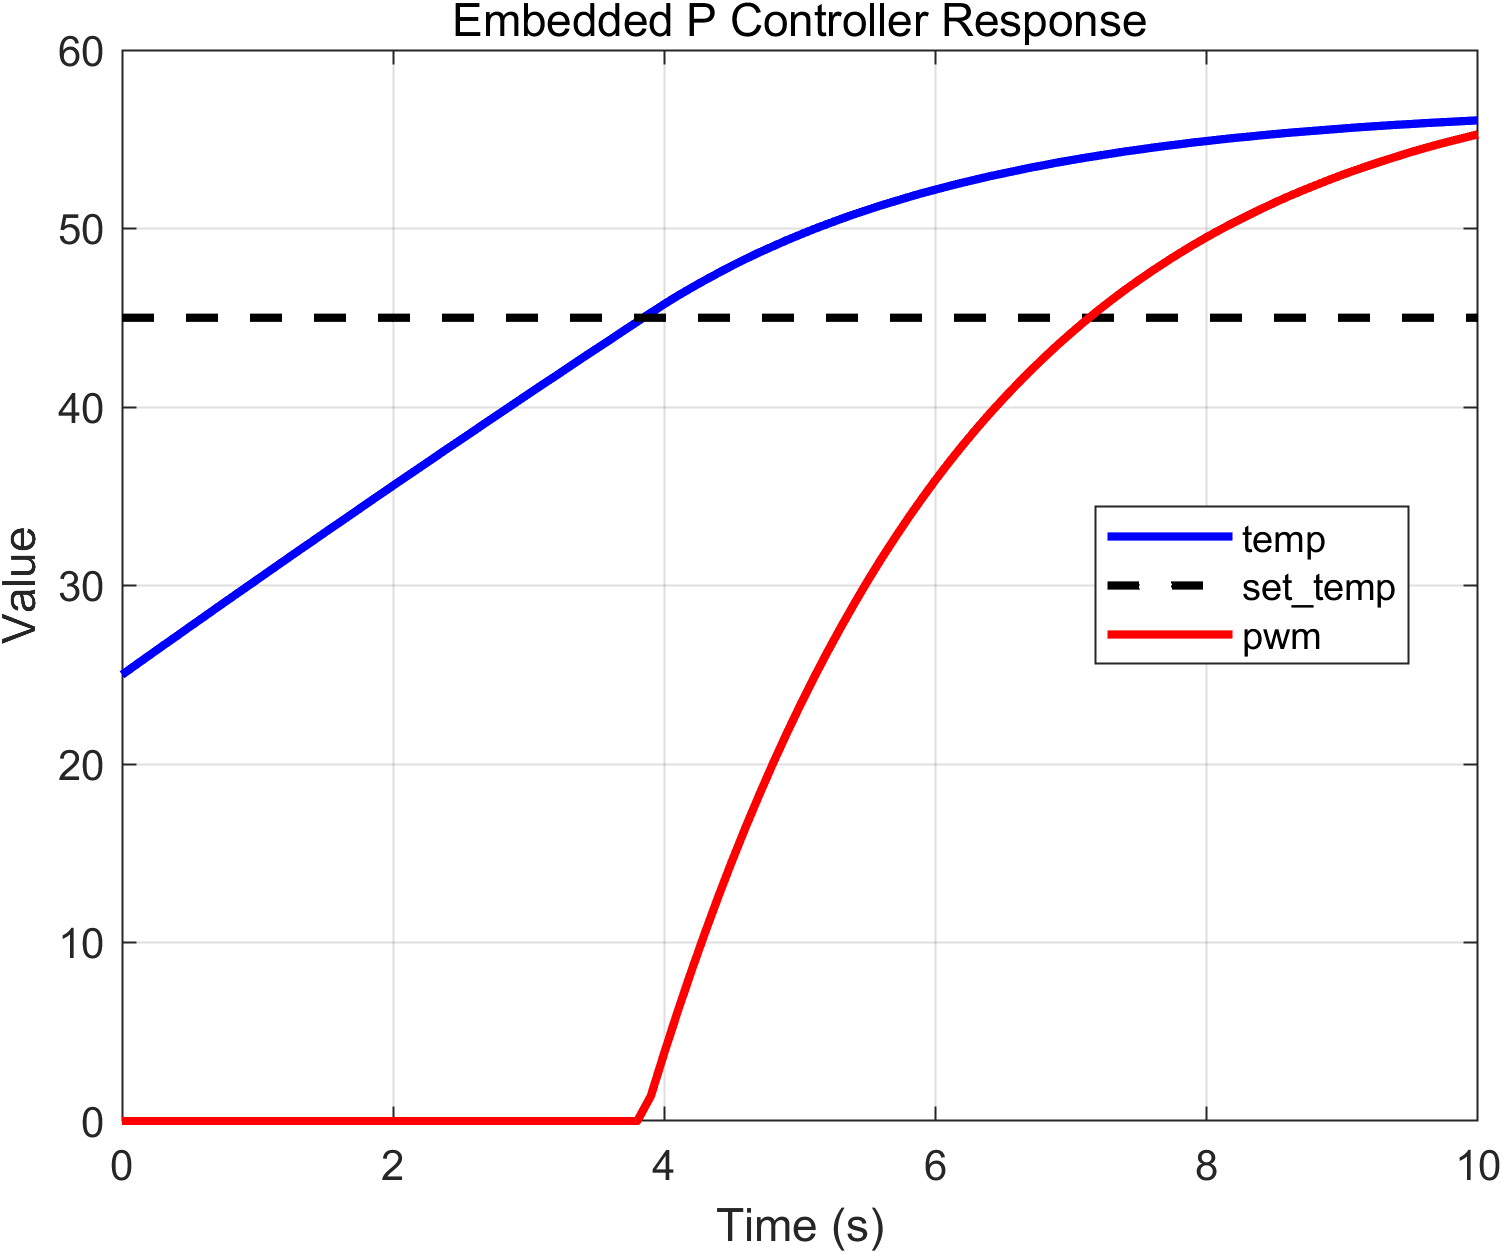 Embedded P Controller Response
60
50
40
30
20
10
0
Value
temp
set_temp
pwm
0 2 4 6 8 10
Time (s)